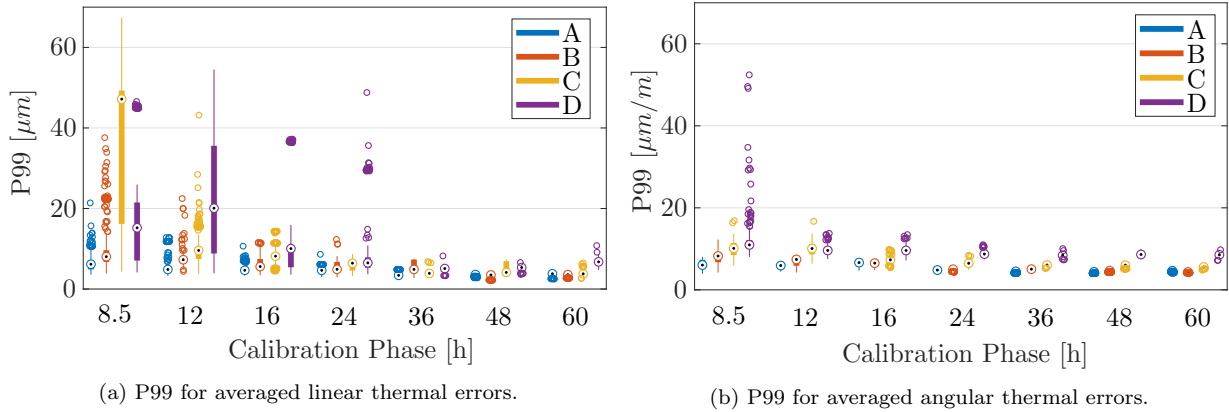 P99 [μm]
60
40
20
0
A
B
C
D
8.5 12 16 24 36 48 60
Calibration Phase [h]
(a) P99 for averaged linear thermal errors.
P99 [μm/m]
60
40
20
0
A
B
C
D
8.5 12 16 24 36 48 60
Calibration Phase [h]
(b) P99 for averaged angular thermal errors.